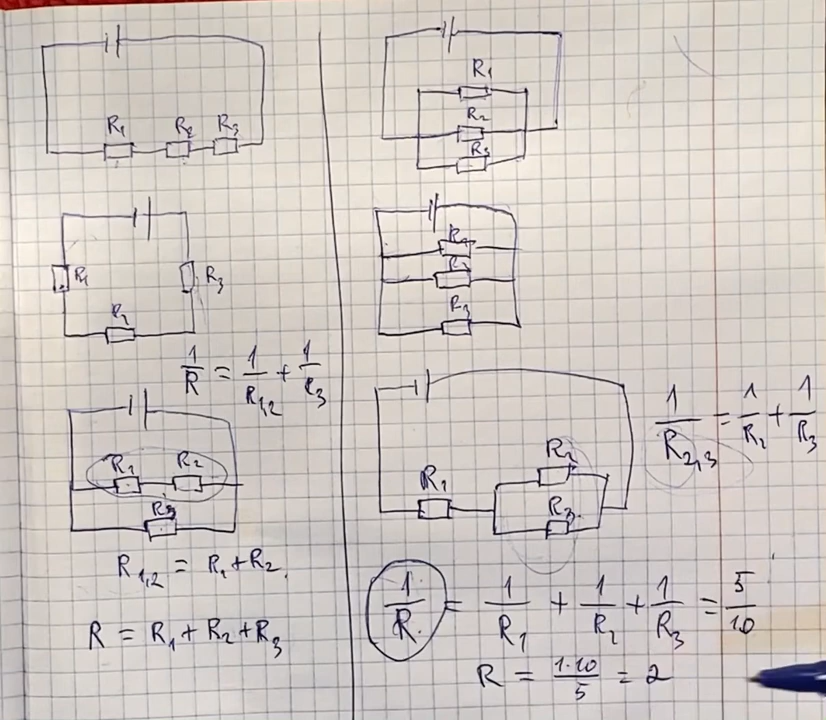 R₁ R₂ R₃
R₁
R₂
R₃
R₁ R₃
R₂
R₁
R₂
R₃
1/R = 1/R₁,₂ + 1/R₃
R₁ R₂
R₃
R₁,₂ = R₁ + R₂
R = R₁ + R₂ + R₃
1/R₂,₃ = 1/R₂ + 1/R₃
R₂
R₁
R₃
1/R = 1/R₁ + 1/R₂ + 1/R₃ = 5/10
R = 1·10/5 = 2